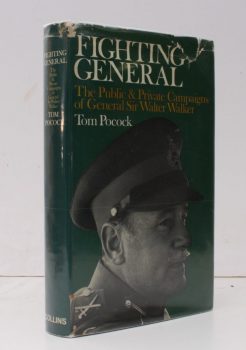 FIGHTING
GENERAL
The Public & Private Campaigns
of General Sir Walter Walker
Tom Pocock
FIGHTING
GENERAL
TOM
POCOCK
COLLINS